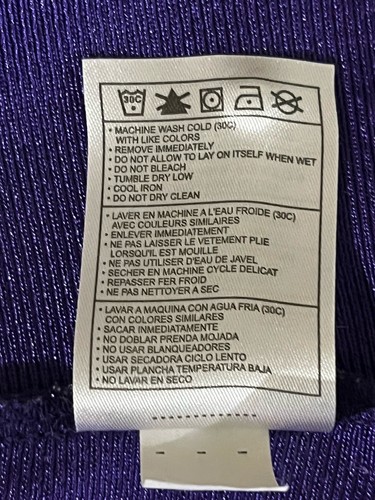 30C
• MACHINE WASH COLD (30C)
WITH LIKE COLORS
• REMOVE IMMEDIATELY
• DO NOT ALLOW TO LAY ON ITSELF WHEN WET
• DO NOT BLEACH
• TUMBLE DRY LOW
• COOL IRON
• DO NOT DRY CLEAN
• LAVER EN MACHINE A L'EAU FROIDE (30C)
AVEC COULEURS SIMILAIRES
• ENLEVER IMMEDIATEMENT
• NE PAS LAISSER LE VETEMENT PLIE
LORSQU'IL EST MOUILLE
• NE PAS UTILISER D'EAU DE JAVEL
• SECHER EN MACHINE CYCLE DELICAT
• REPASSER FER FROID
• NE PAS NETTOYER A SEC
• LAVAR A MAQUINA CON AGUA FRIA (30C)
CON COLORES SIMILARES
• SACAR INMEDIATAMENTE
• NO DOBLAR PRENDA MOJADA
• NO USAR BLANQUEADORES
• USAR SECADORA CICLO LENTO
• USAR PLANCHA TEMPERATURA BAJA
• NO LAVAR EN SECO